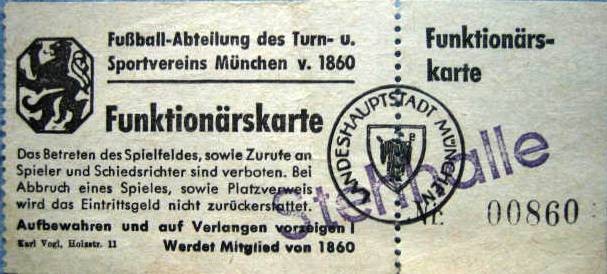 Fußball-Abteilung des Turn- u.
Sportvereins München v. 1860
Funktionärskarte
Das Betreten des Spielfeldes, sowie Zurufe an
Spieler und Schiedsrichter sind verboten. Bei
Abbruch eines Spieles, sowie Platzverweis
wird das Eintrittsgeld nicht zurückerstattet.
Aufbewahren und auf Verlangen vorzeigen!
Karl Vogl, Holzstr. 11 Werdet Mitglied von 1860
Funktionärs-
karte
LANDESHAUPTSTADT MÜNCHEN
Stehhalle
Nr. 00860